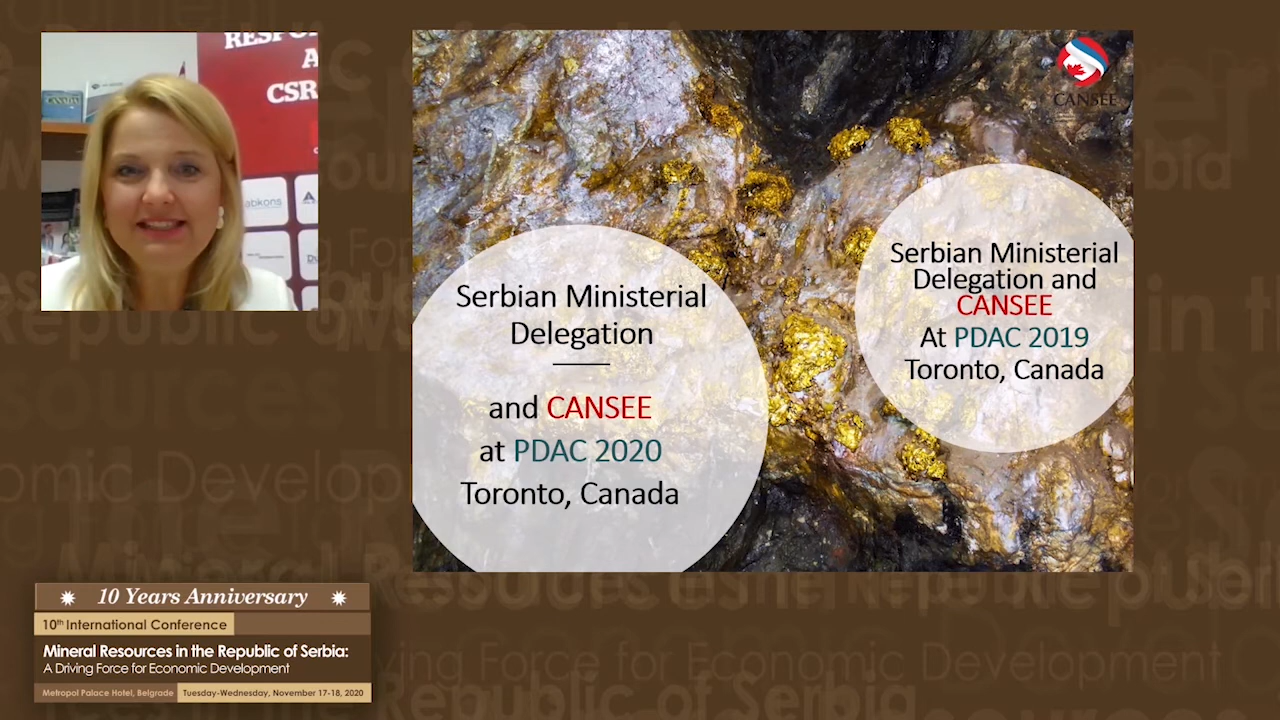 RESPO
A
CSR
CANADA
abkons
CANSEE
Serbian Ministerial
Delegation
and CANSEE
at PDAC 2020
Toronto, Canada
Serbian Ministerial
Delegation and
CANSEE
At PDAC 2019
Toronto, Canada
10 Years Anniversary
10th International Conference
Mineral Resources in the Republic of Serbia:
A Driving Force for Economic Development
Metropol Palace Hotel, Belgrade
Tuesday-Wednesday, November 17-18, 2020